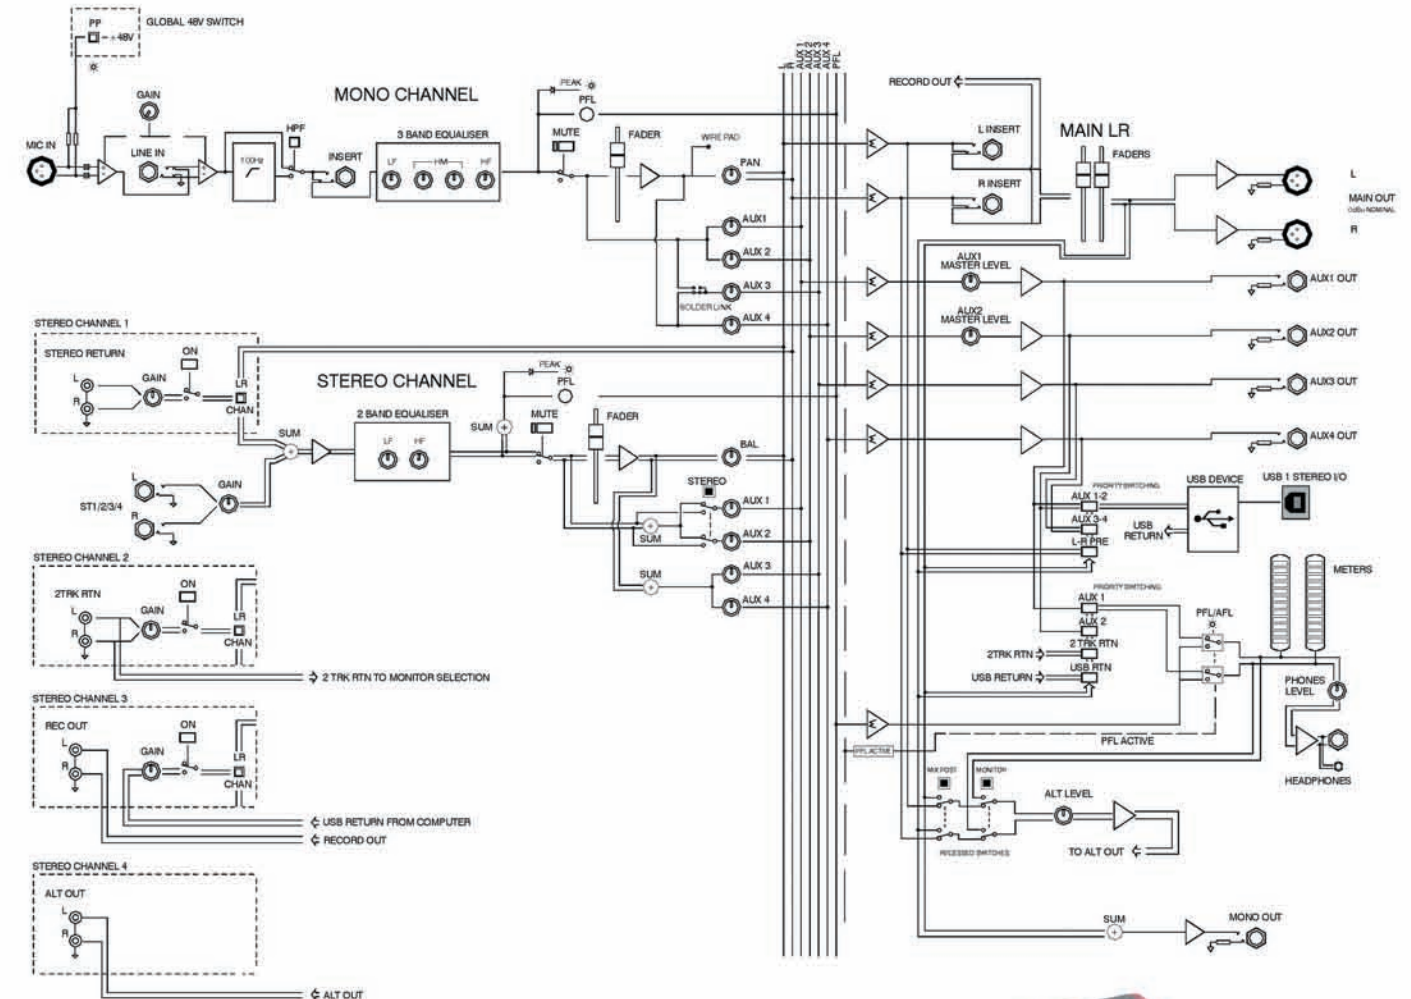 PP
GLOBAL 48V SWITCH
+48V
GAIN
MONO CHANNEL
PEAK
PFL
HPF
MIC IN
LINE IN
100Hz
INSERT
3 BAND EQUALISER
LF
HM
HF
MUTE
FADER
WIRE PAD
PAN
AUX1
AUX 2
AUX 3
SOLDER LINK
AUX 4
L
R
AUX 1
AUX 2
AUX 3
AUX 4
PFL
RECORD OUT
L INSERT
R INSERT
MAIN LR
FADERS
L
MAIN OUT
0dBu NOMINAL
R
AUX1
MASTER LEVEL
AUX1 OUT
AUX2
MASTER LEVEL
AUX2 OUT
AUX3 OUT
AUX4 OUT
STEREO CHANNEL 1
STEREO RETURN
ON
L
R
GAIN
LR
CHAN
STEREO CHANNEL
PEAK
PFL
2 BAND EQUALISER
LF
HF
SUM
SUM
MUTE
FADER
BAL
STEREO
AUX 1
SUM
AUX 2
SUM
AUX 3
AUX 4
L
ST1/2/3/4
R
GAIN
STEREO CHANNEL 2
2TRK RTN
ON
L
R
GAIN
LR
CHAN
2 TRK RTN TO MONITOR SELECTION
STEREO CHANNEL 3
REC OUT
ON
L
R
GAIN
LR
CHAN
USB RETURN FROM COMPUTER
RECORD OUT
STEREO CHANNEL 4
ALT OUT
L
R
ALT OUT
PRIORITY SWITCHING
AUX 1-2
AUX 3-4
L-R PRE
USB RETURN
USB DEVICE
USB 1 STEREO I/O
METERS
PRIORITY SWITCHING
AUX 1
AUX 2
2TRK RTN
2 TRK RTN
USB RETURN
USB RTN
PFL/AFL
PHONES
LEVEL
HEADPHONES
PFL ACTIVE
PFL ACTIVE
MIX POST
MONITOR
RECESSED SWITCHES
ALT LEVEL
TO ALT OUT
SUM
MONO OUT